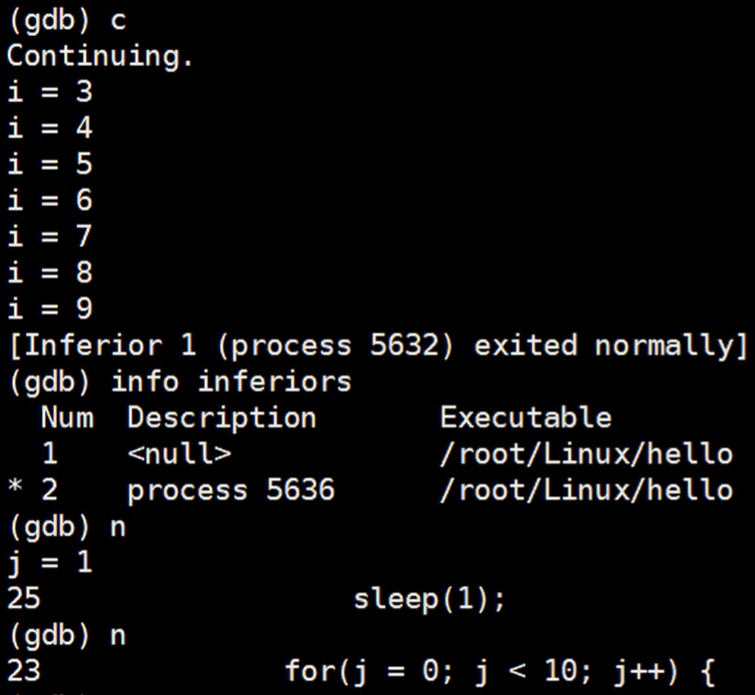 (gdb) c
Continuing.
i = 3
i = 4
i = 5
i = 6
i = 7
i = 8
i = 9
[Inferior 1 (process 5632) exited normally]
(gdb) info inferiors
  Num  Description       Executable
  1    <null>            /root/Linux/hello
* 2    process 5636      /root/Linux/hello
(gdb) n
j = 1
25                  sleep(1);
(gdb) n
23              for(j = 0; j < 10; j++) {